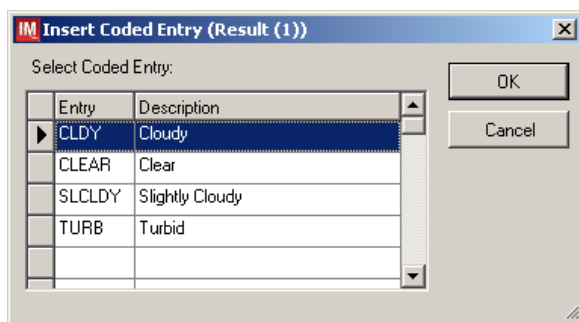 IM Insert Coded Entry (Result (1))
Select Coded Entry:
OK
Cancel
Entry Description
CLDY Cloudy
CLEAR Clear
SLCLDY Slightly Cloudy
TURB Turbid